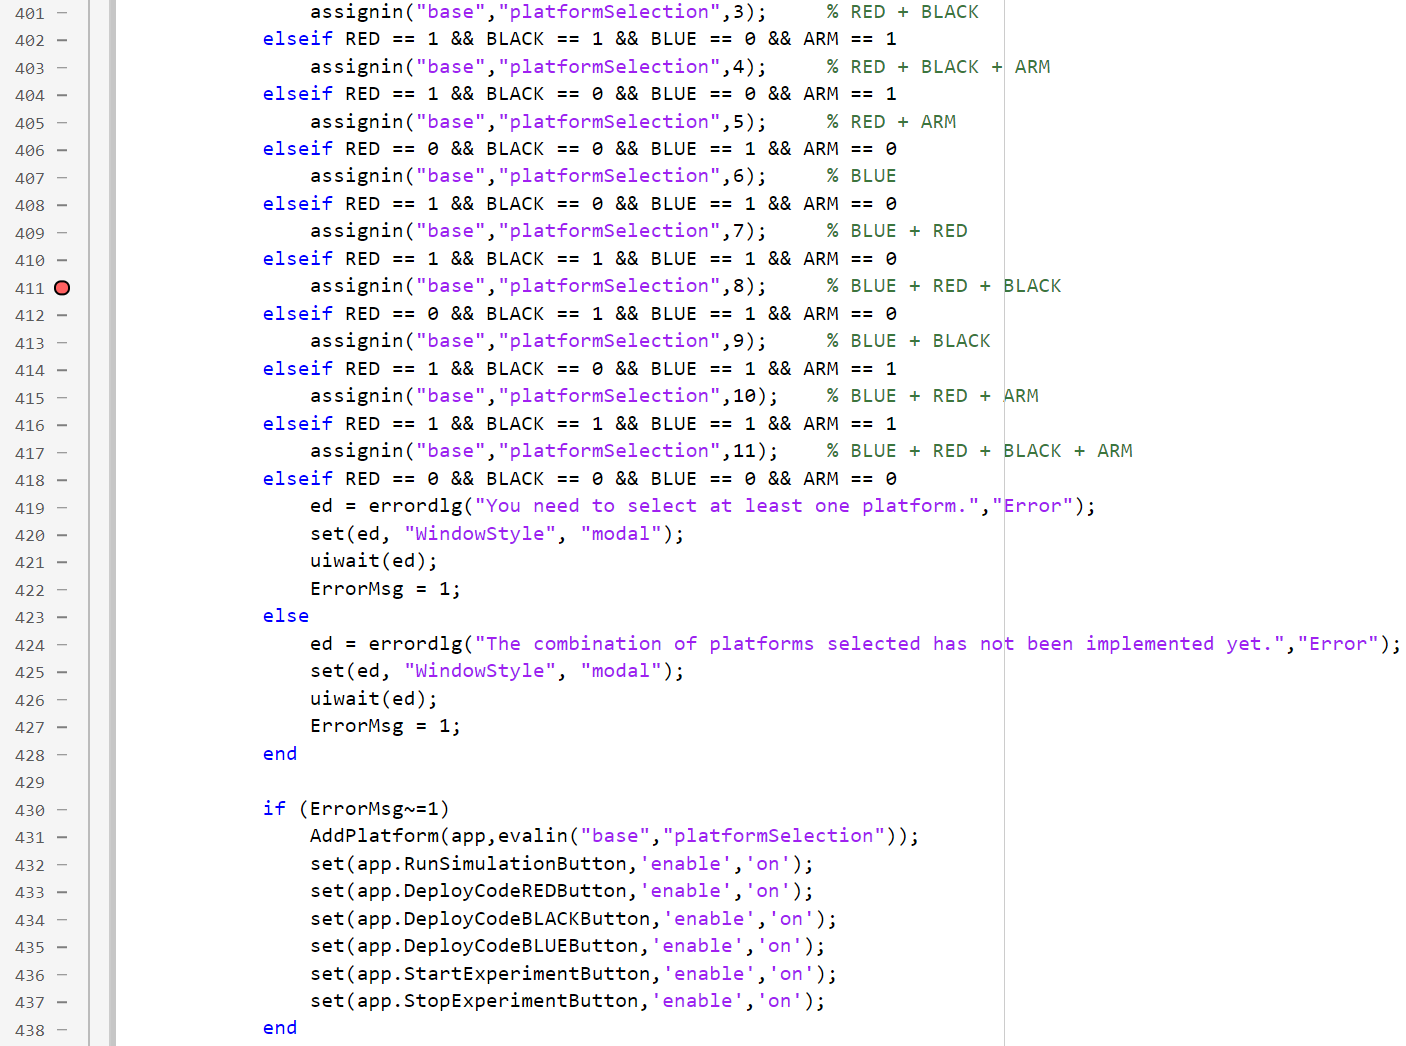 401 – assignin("base","platformSelection",3); % RED + BLACK
402 – elseif RED == 1 && BLACK == 1 && BLUE == 0 && ARM == 1
403 – assignin("base","platformSelection",4); % RED + BLACK + ARM
404 – elseif RED == 1 && BLACK == 0 && BLUE == 0 && ARM == 1
405 – assignin("base","platformSelection",5); % RED + ARM
406 – elseif RED == 0 && BLACK == 0 && BLUE == 1 && ARM == 0
407 – assignin("base","platformSelection",6); % BLUE
408 – elseif RED == 1 && BLACK == 0 && BLUE == 1 && ARM == 0
409 – assignin("base","platformSelection",7); % BLUE + RED
410 – elseif RED == 1 && BLACK == 1 && BLUE == 1 && ARM == 0
411 assignin("base","platformSelection",8); % BLUE + RED + BLACK
412 – elseif RED == 0 && BLACK == 1 && BLUE == 1 && ARM == 0
413 – assignin("base","platformSelection",9); % BLUE + BLACK
414 – elseif RED == 1 && BLACK == 0 && BLUE == 1 && ARM == 1
415 – assignin("base","platformSelection",10); % BLUE + RED + ARM
416 – elseif RED == 1 && BLACK == 1 && BLUE == 1 && ARM == 1
417 – assignin("base","platformSelection",11); % BLUE + RED + BLACK + ARM
418 – elseif RED == 0 && BLACK == 0 && BLUE == 0 && ARM == 0
419 – ed = errordlg("You need to select at least one platform.","Error");
420 – set(ed, "WindowStyle", "modal");
421 – uiwait(ed);
422 – ErrorMsg = 1;
423 – else
424 – ed = errordlg("The combination of platforms selected has not been implemented yet.","Error");
425 – set(ed, "WindowStyle", "modal");
426 – uiwait(ed);
427 – ErrorMsg = 1;
428 – end
429
430 – if (ErrorMsg~=1)
431 – AddPlatform(app,evalin("base","platformSelection"));
432 – set(app.RunSimulationButton,'enable','on');
433 – set(app.DeployCodeREDButton,'enable','on');
434 – set(app.DeployCodeBLACKButton,'enable','on');
435 – set(app.DeployCodeBLUEButton,'enable','on');
436 – set(app.StartExperimentButton,'enable','on');
437 – set(app.StopExperimentButton,'enable','on');
438 – end